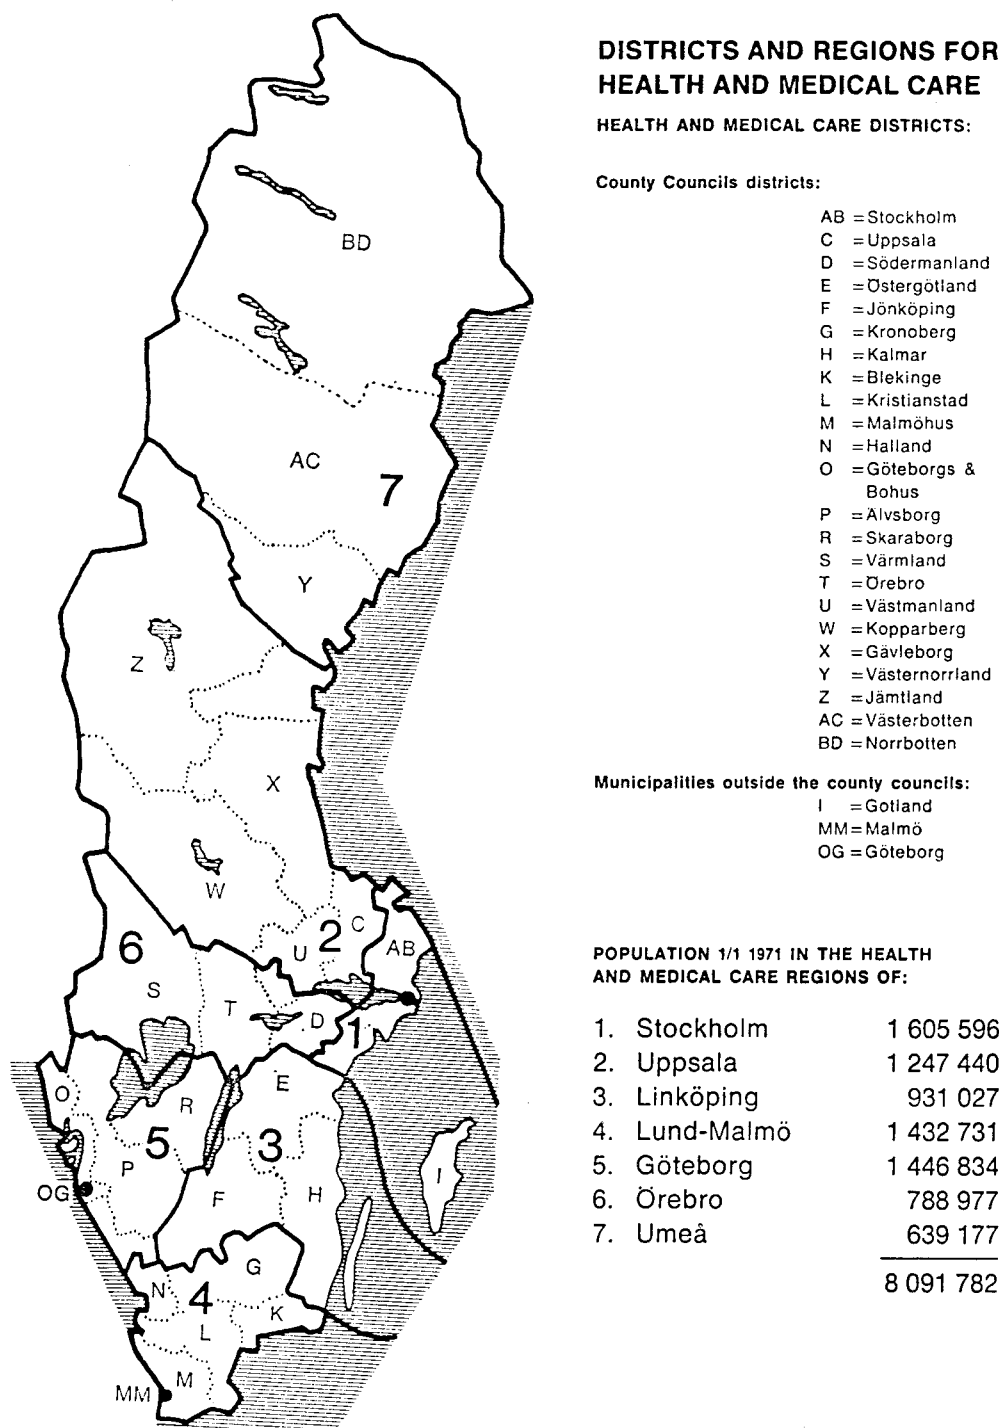 DISTRICTS AND REGIONS FOR
HEALTH AND MEDICAL CARE
HEALTH AND MEDICAL CARE DISTRICTS:
County Councils districts:
AB = Stockholm
C = Uppsala
D = Södermanland
E = Östergötland
F = Jönköping
G = Kronoberg
H = Kalmar
K = Blekinge
L = Kristianstad
M = Malmöhus
N = Halland
O = Göteborgs &
Bohus
P = Älvsborg
R = Skaraborg
S = Värmland
T = Örebro
U = Västmanland
W = Kopparberg
X = Gävleborg
Y = Västernorrland
Z = Jämtland
AC = Västerbotten
BD = Norrbotten
Municipalities outside the county councils:
I = Gotland
MM = Malmö
OG = Göteborg
POPULATION 1/1 1971 IN THE HEALTH
AND MEDICAL CARE REGIONS OF:
1. Stockholm 1 605 596
2. Uppsala 1 247 440
3. Linköping 931 027
4. Lund-Malmö 1 432 731
5. Göteborg 1 446 834
6. Örebro 788 977
7. Umeå 639 177
8 091 782
BD
AC
7
Y
Z
X
W
6
2
C
U
AB
S
T
D
1
O
E
R
5
3
P
OG
F
H
I
G
N
4
K
L
M
MM